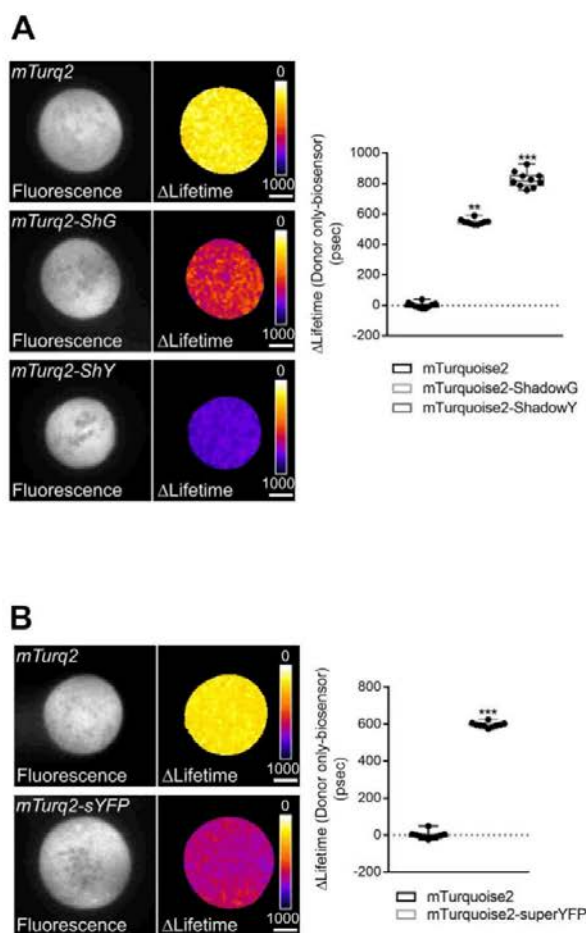 A
mTurq2
0
Fluorescence
ΔLifetime
1000
mTurq2-ShG
0
Fluorescence
ΔLifetime
1000
mTurq2-ShY
0
Fluorescence
ΔLifetime
1000
ΔLifetime (Donor only-biosensor)
(psec)
1000
800
600
400
200
0
-200
**
***
mTurquoise2
mTurquoise2-ShadowG
mTurquoise2-ShadowY
B
mTurq2
0
Fluorescence
ΔLifetime
1000
mTurq2-sYFP
0
Fluorescence
ΔLifetime
1000
ΔLifetime (Donor only-biosensor)
(psec)
800
600
400
200
0
-200
***
mTurquoise2
mTurquoise2-superYFP